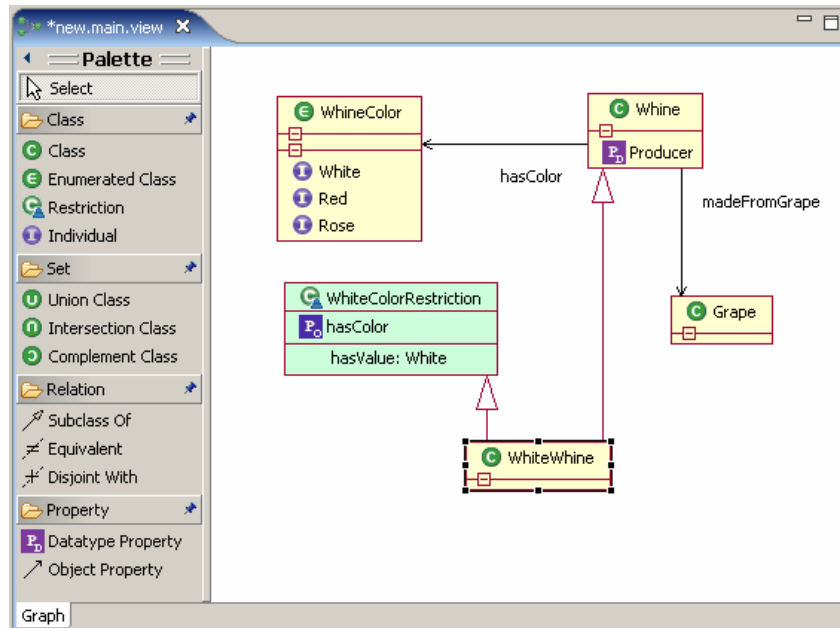 *new.main.view
Palette
Select
Class
Class
Enumerated Class
Restriction
Individual
Set
Union Class
Intersection Class
Complement Class
Relation
Subclass Of
Equivalent
Disjoint With
Property
Datatype Property
Object Property
WhineColor
White
Red
Rose
Whine
Producer
hasColor
madeFromGrape
WhiteColorRestriction
hasColor
hasValue: White
Grape
WhiteWhine
Graph